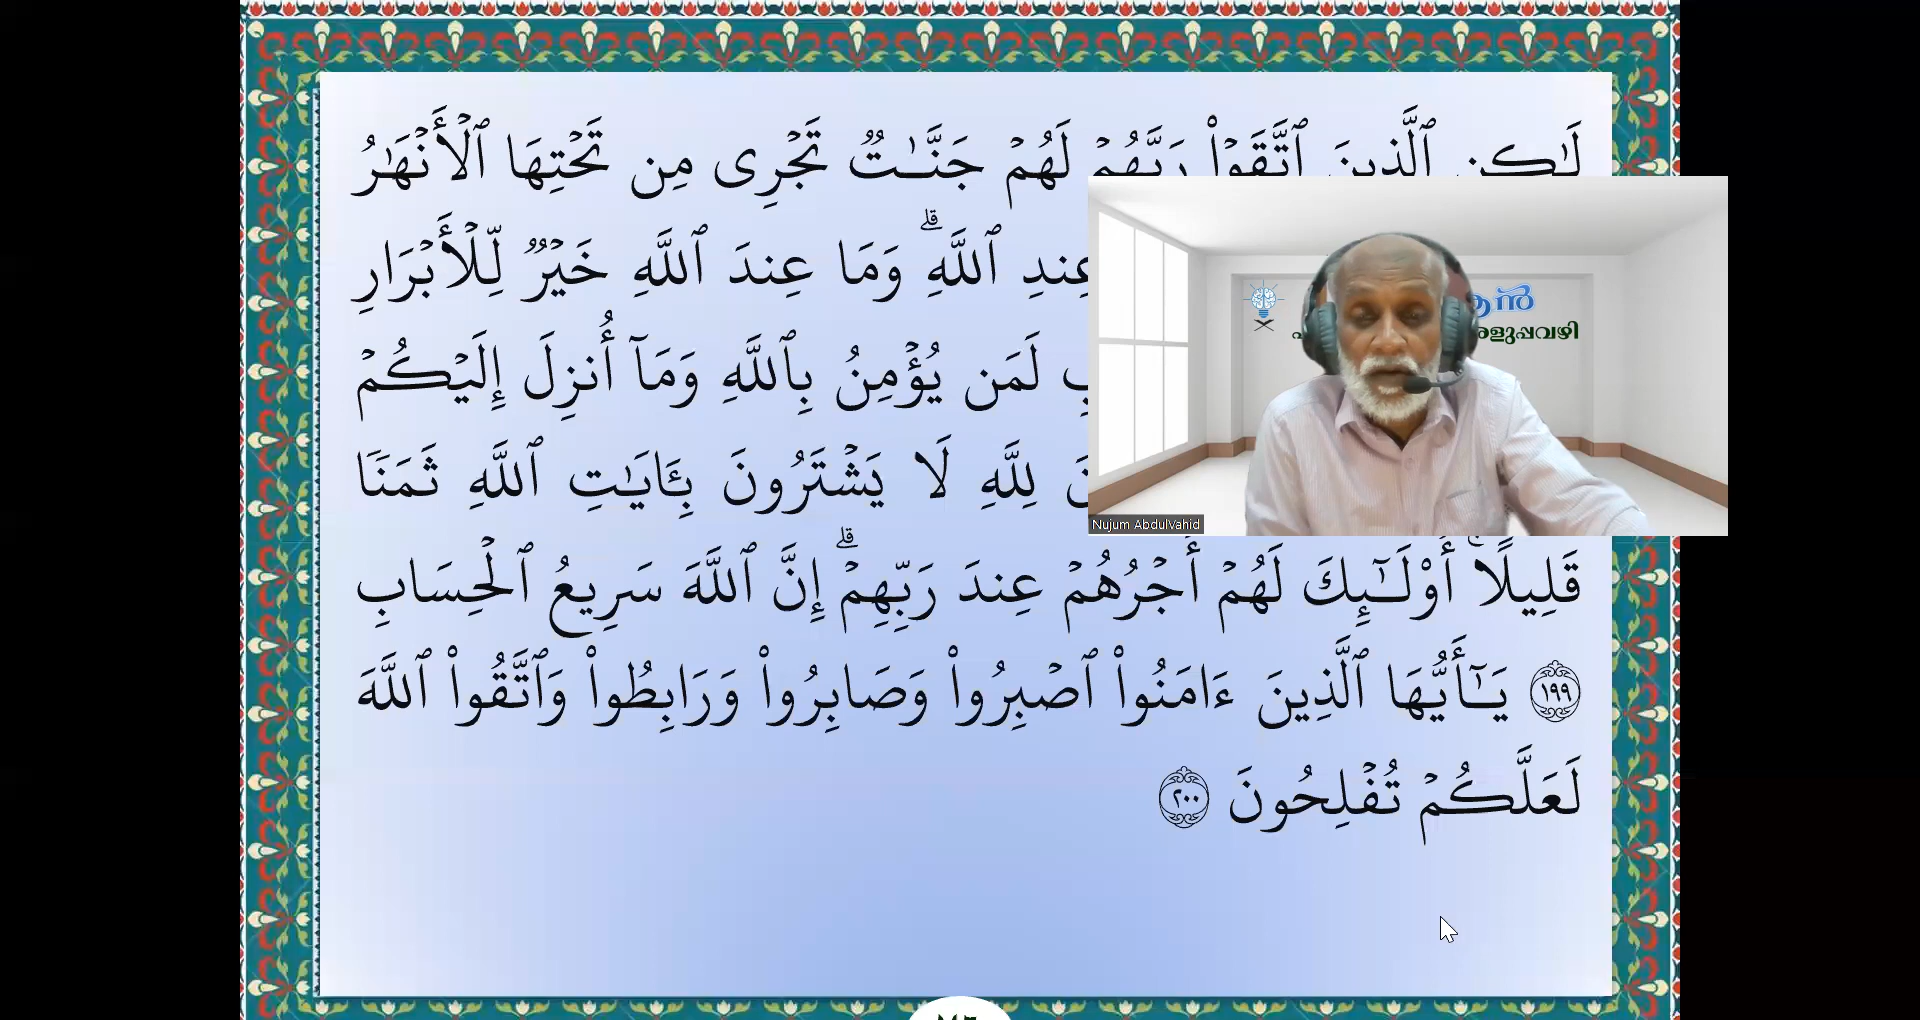 لَـٰكِنِ ٱلَّذِينَ ٱتَّقَوْا۟ رَبَّهُمْ لَهُمْ جَنَّـٰتٌ تَجْرِى مِن تَحْتِهَا ٱلْأَنْهَـٰرُ
عِندِ ٱللَّهِ ۗ وَمَا عِندَ ٱللَّهِ خَيْرٌ لِّلْأَبْرَارِ
لَمَن يُؤْمِنُ بِٱللَّهِ وَمَآ أُنزِلَ إِلَيْكُمْ
لِلَّهِ لَا يَشْتَرُونَ بِـَٔايَـٰتِ ٱللَّهِ ثَمَنًا
قَلِيلًا ۗ أُو۟لَـٰٓئِكَ لَهُمْ أَجْرُهُمْ عِندَ رَبِّهِمْ ۗ إِنَّ ٱللَّهَ سَرِيعُ ٱلْحِسَابِ
١٩٩ يَـٰٓأَيُّهَا ٱلَّذِينَ ءَامَنُوا۟ ٱصْبِرُوا۟ وَصَابِرُوا۟ وَرَابِطُوا۟ وَٱتَّقُوا۟ ٱللَّهَ
لَعَلَّكُمْ تُفْلِحُونَ ٢٠٠
Nujum AbdulVahid